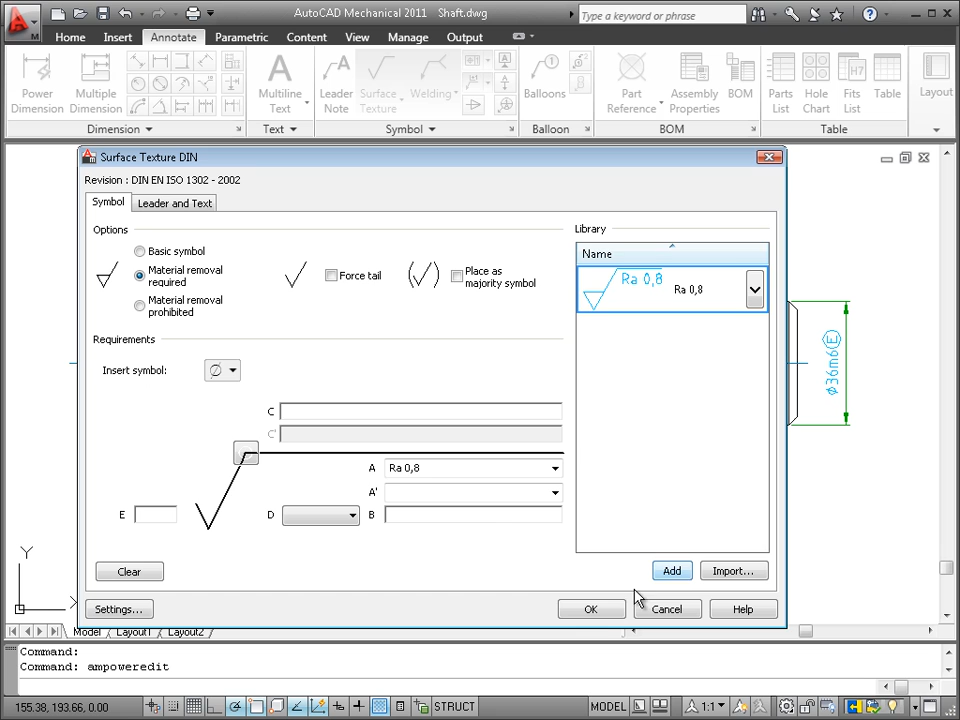 AutoCAD Mechanical 2011 Shaft.dwg
Type a keyword or phrase
Home Insert Annotate Parametric Content View Manage Output
Power Dimension
Multiple Dimension
Multiline Text
Leader Note
Surface Texture
Welding
Balloons
Part Reference
Assembly Properties
BOM
Parts List
Hole Chart
Fits List
Table
Layout
Dimension Text Symbol Balloon BOM Table
Surface Texture DIN
Revision : DIN EN ISO 1302 - 2002
Symbol Leader and Text
Options
Basic symbol
Material removal required
Material removal prohibited
Force tail
Place as majority symbol
Library
Name
Ra 0,8 Ra 0,8
Requirements
Insert symbol:
C
C'
A Ra 0,8
A'
E D B
Clear Add Import...
Settings... OK Cancel Help
ϕ36m6 E
Y
X
Model Layout1 Layout2
Command:
Command: ampoweredit
155.38, 193.66, 0.00 STRUCT MODEL 1:1